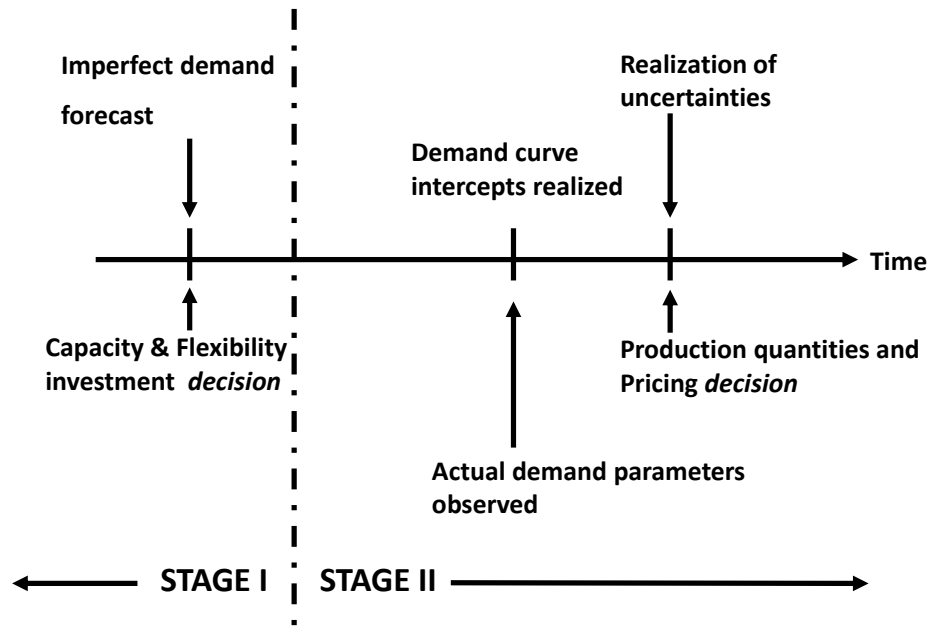 Imperfect demand
forecast
Realization of
uncertainties
Demand curve
intercepts realized
Time
Capacity & Flexibility
investment decision
Production quantities and
Pricing decision
Actual demand parameters
observed
STAGE I
STAGE II